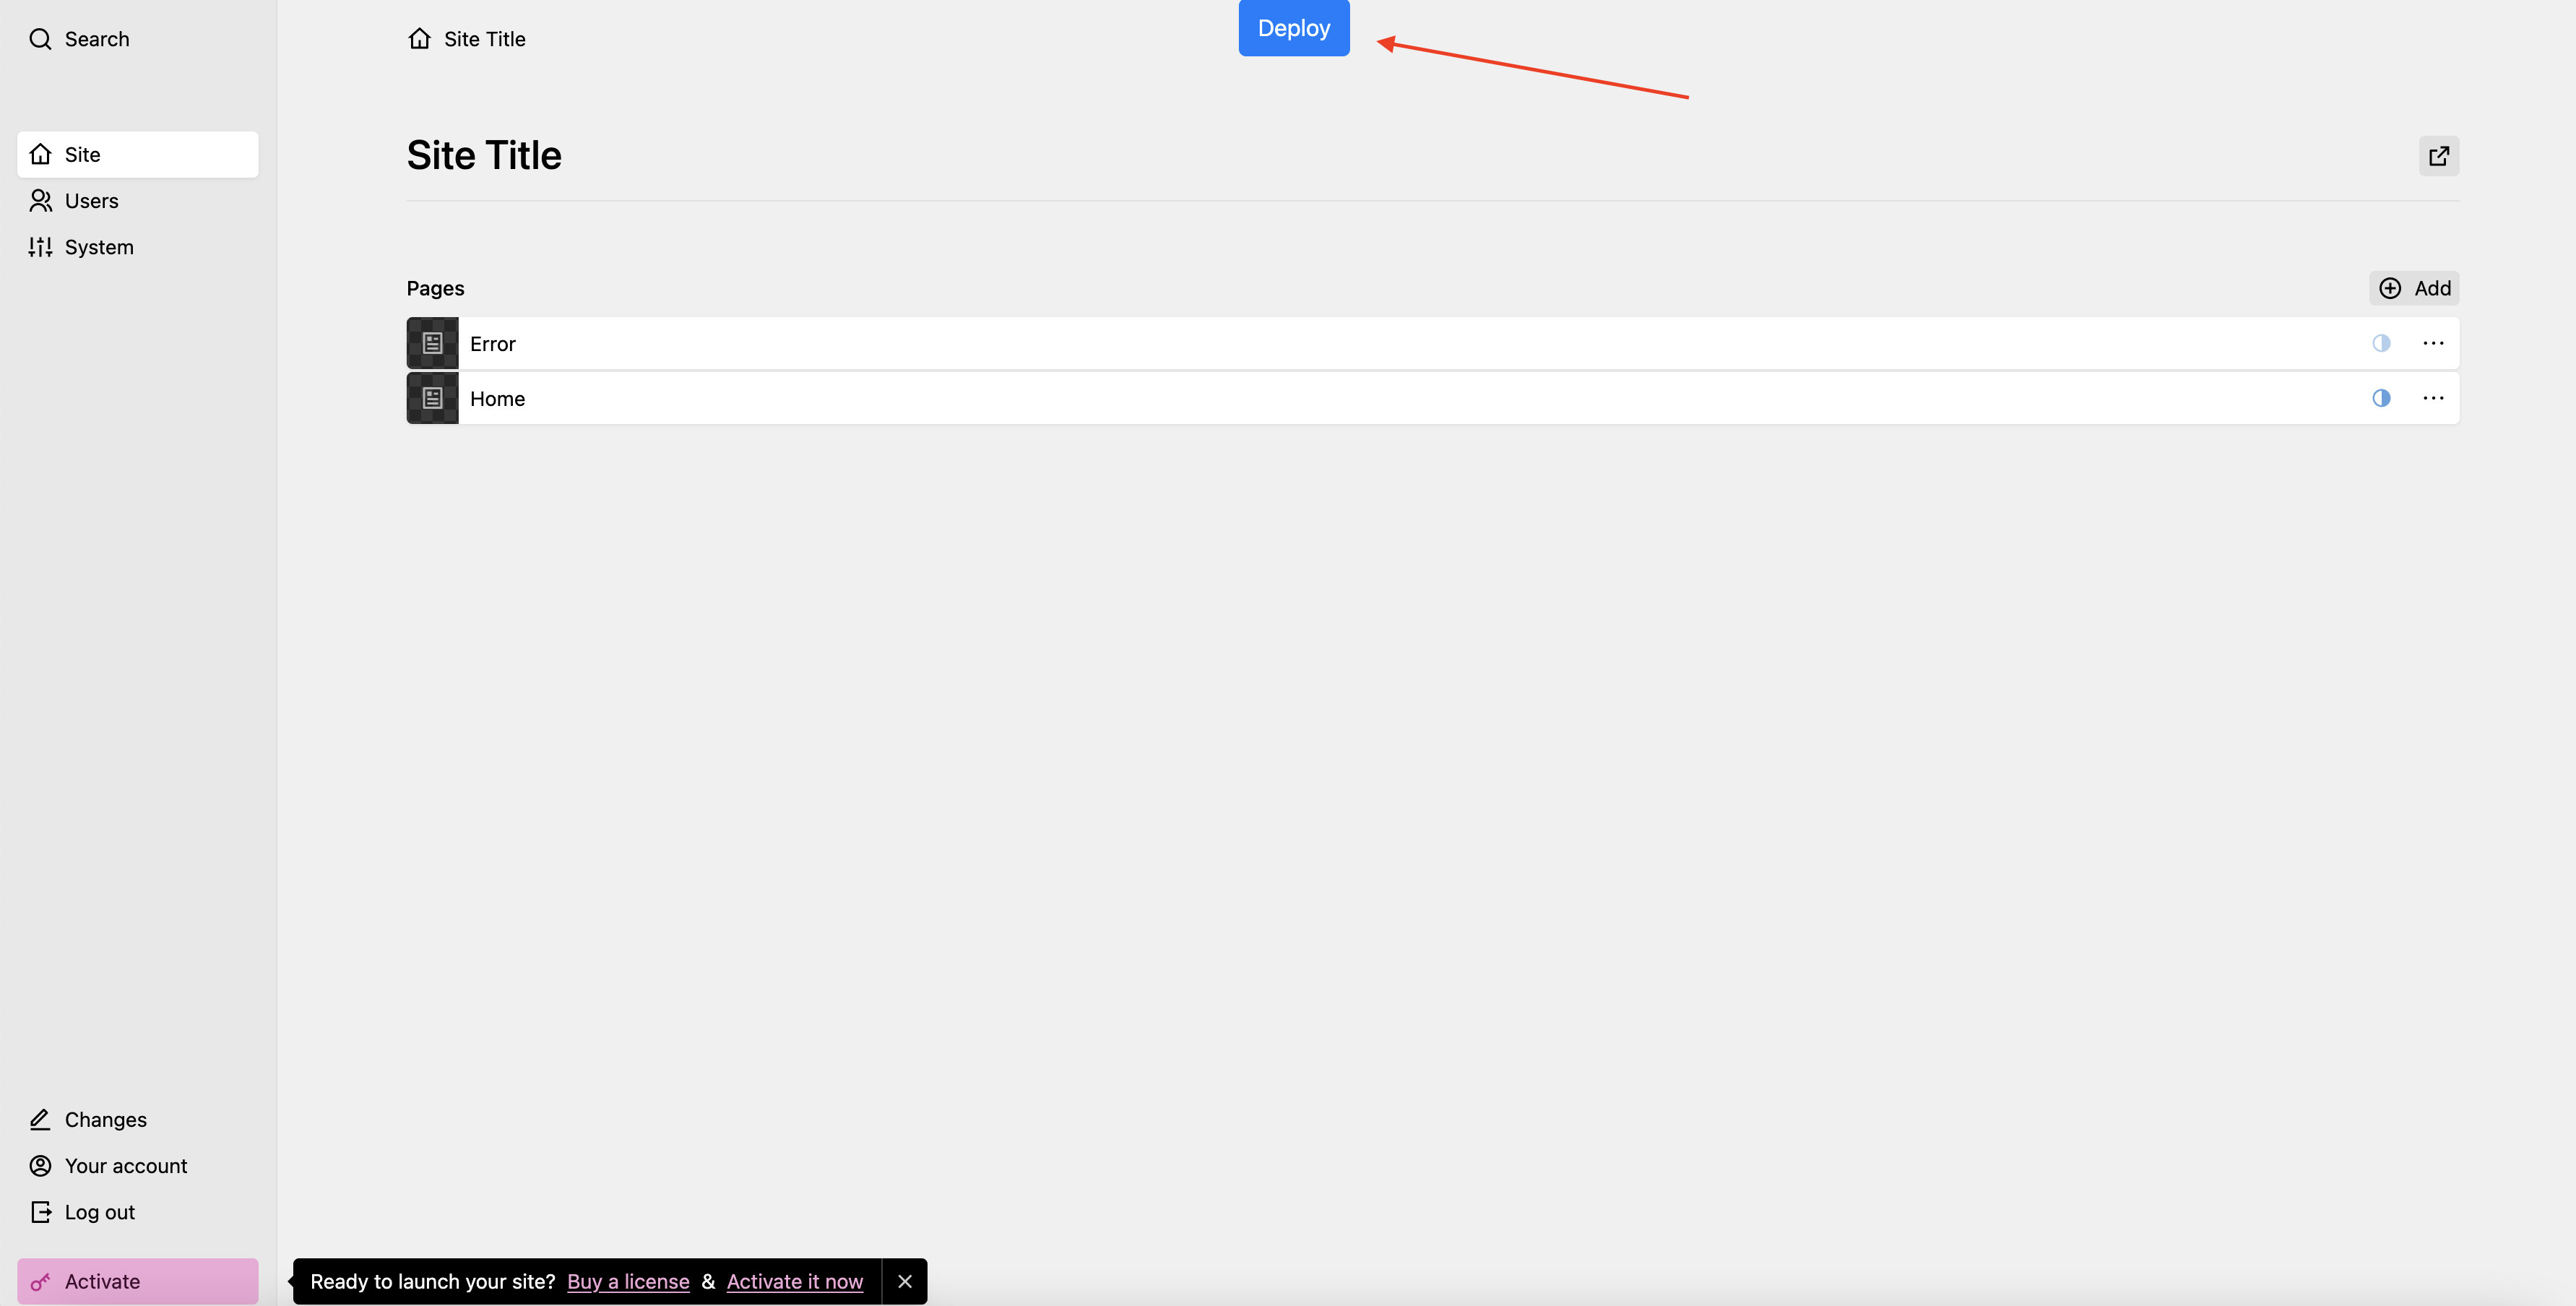 Search
Site Title
Deploy
Site
Users
System
Site Title
Pages
Add
Error
Home
Changes
Your account
Log out
Activate
Ready to launch your site? Buy a license & Activate it now